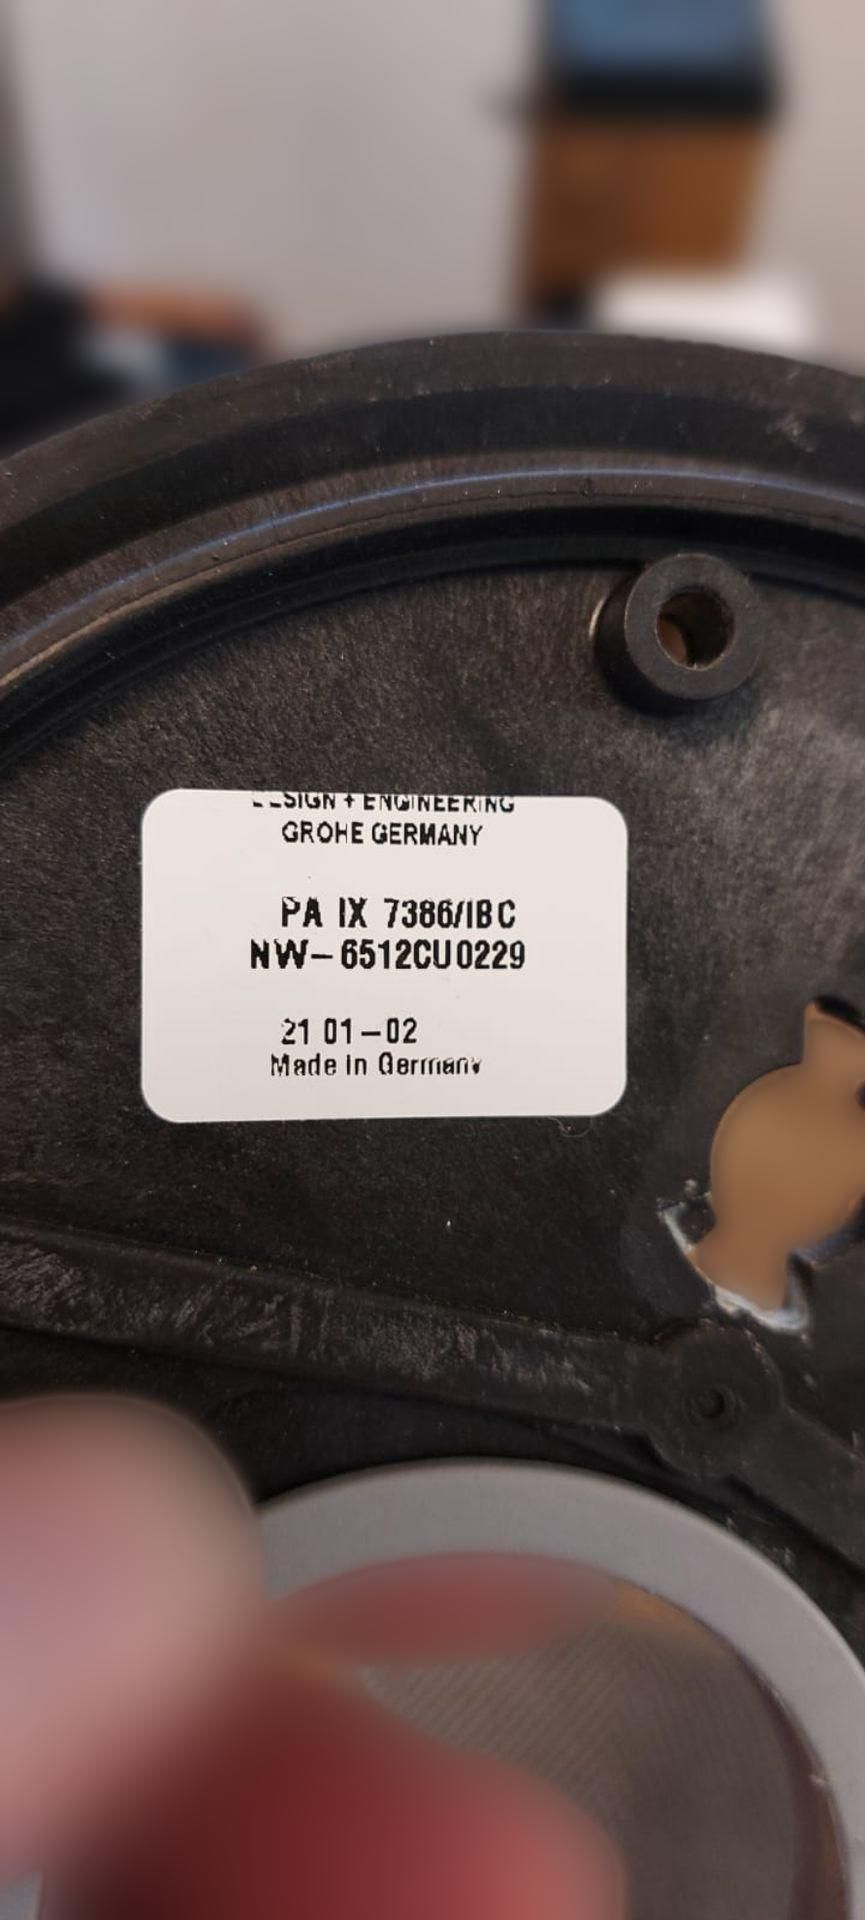 DESIGN + ENGINEERING
GROHE GERMANY
PA IX 7386/IBC
NW-6512CU0229
21 01-02
Made in Germany